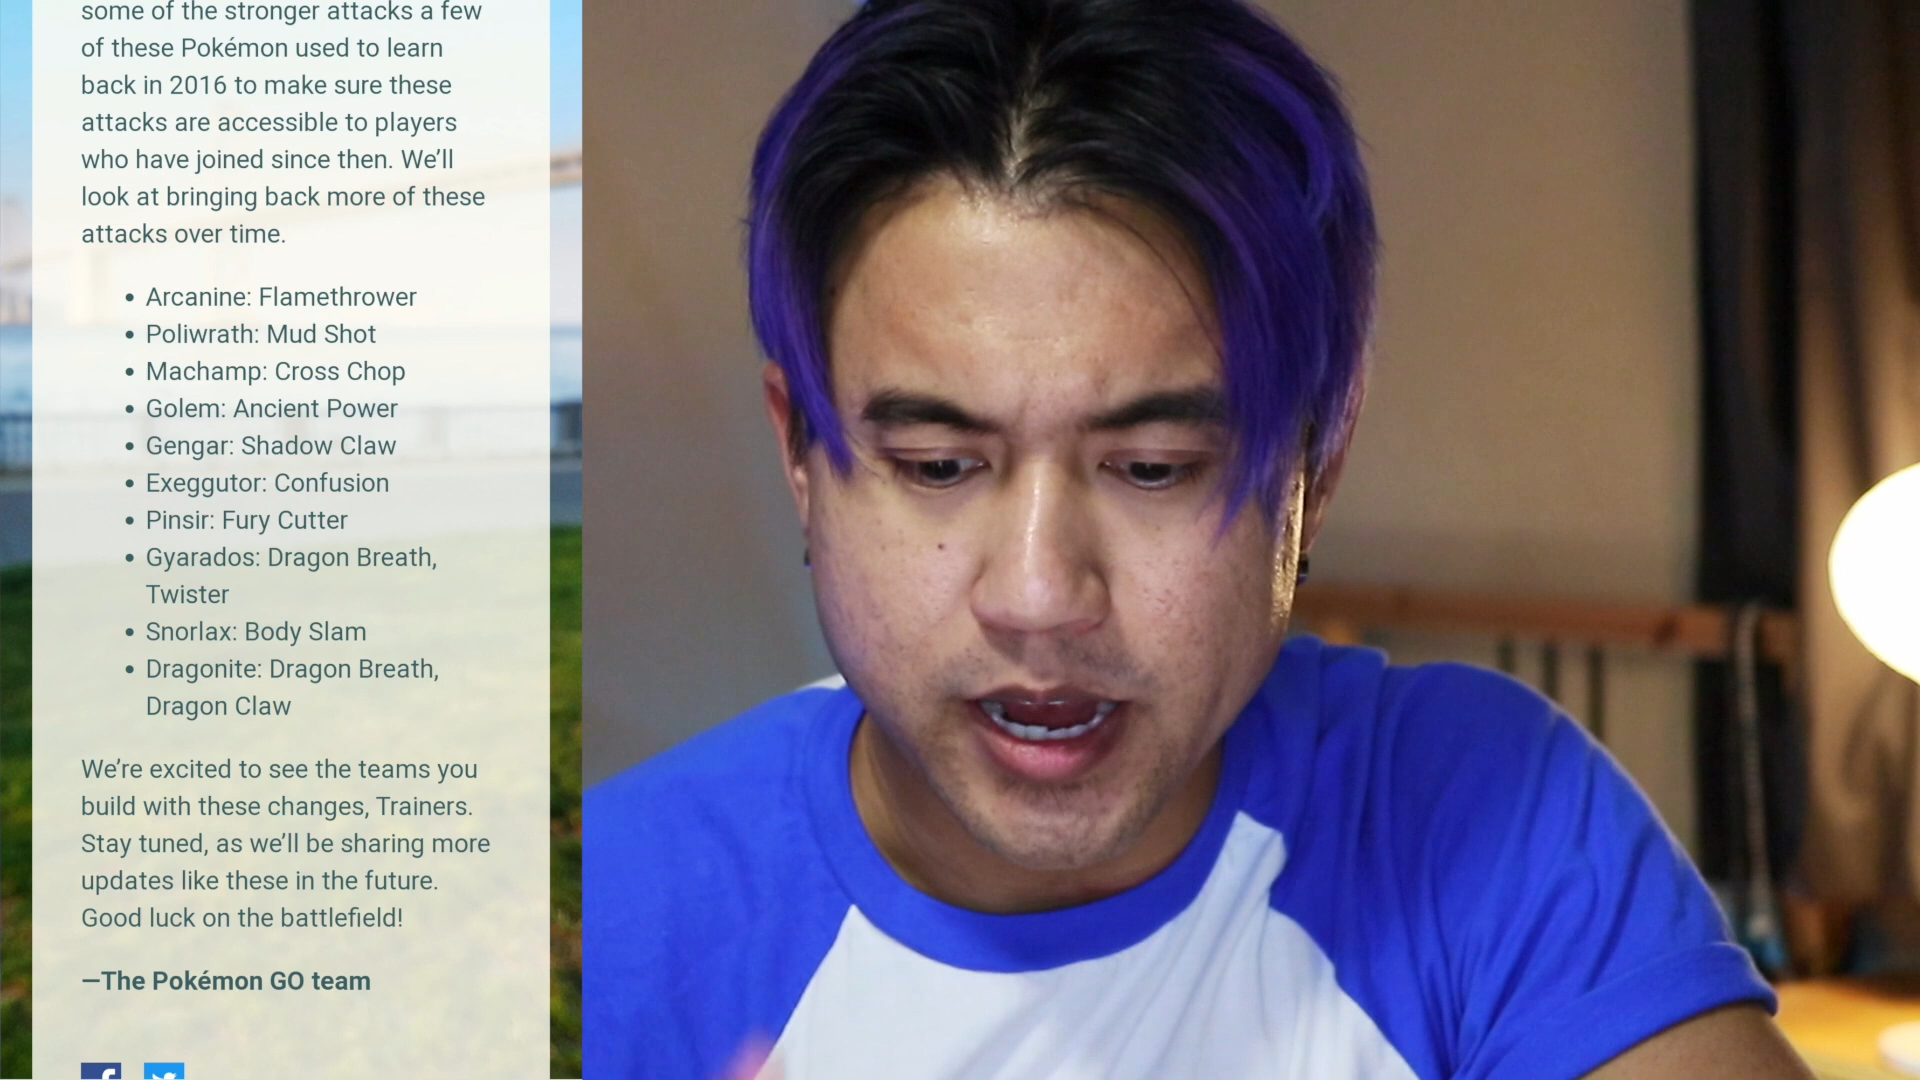 some of the stronger attacks a few
of these Pokémon used to learn
back in 2016 to make sure these
attacks are accessible to players
who have joined since then. We’ll
look at bringing back more of these
attacks over time.
• Arcanine: Flamethrower
• Poliwrath: Mud Shot
• Machamp: Cross Chop
• Golem: Ancient Power
• Gengar: Shadow Claw
• Exeggutor: Confusion
• Pinsir: Fury Cutter
• Gyarados: Dragon Breath,
Twister
• Snorlax: Body Slam
• Dragonite: Dragon Breath,
Dragon Claw
We’re excited to see the teams you
build with these changes, Trainers.
Stay tuned, as we’ll be sharing more
updates like these in the future.
Good luck on the battlefield!
—The Pokémon GO team